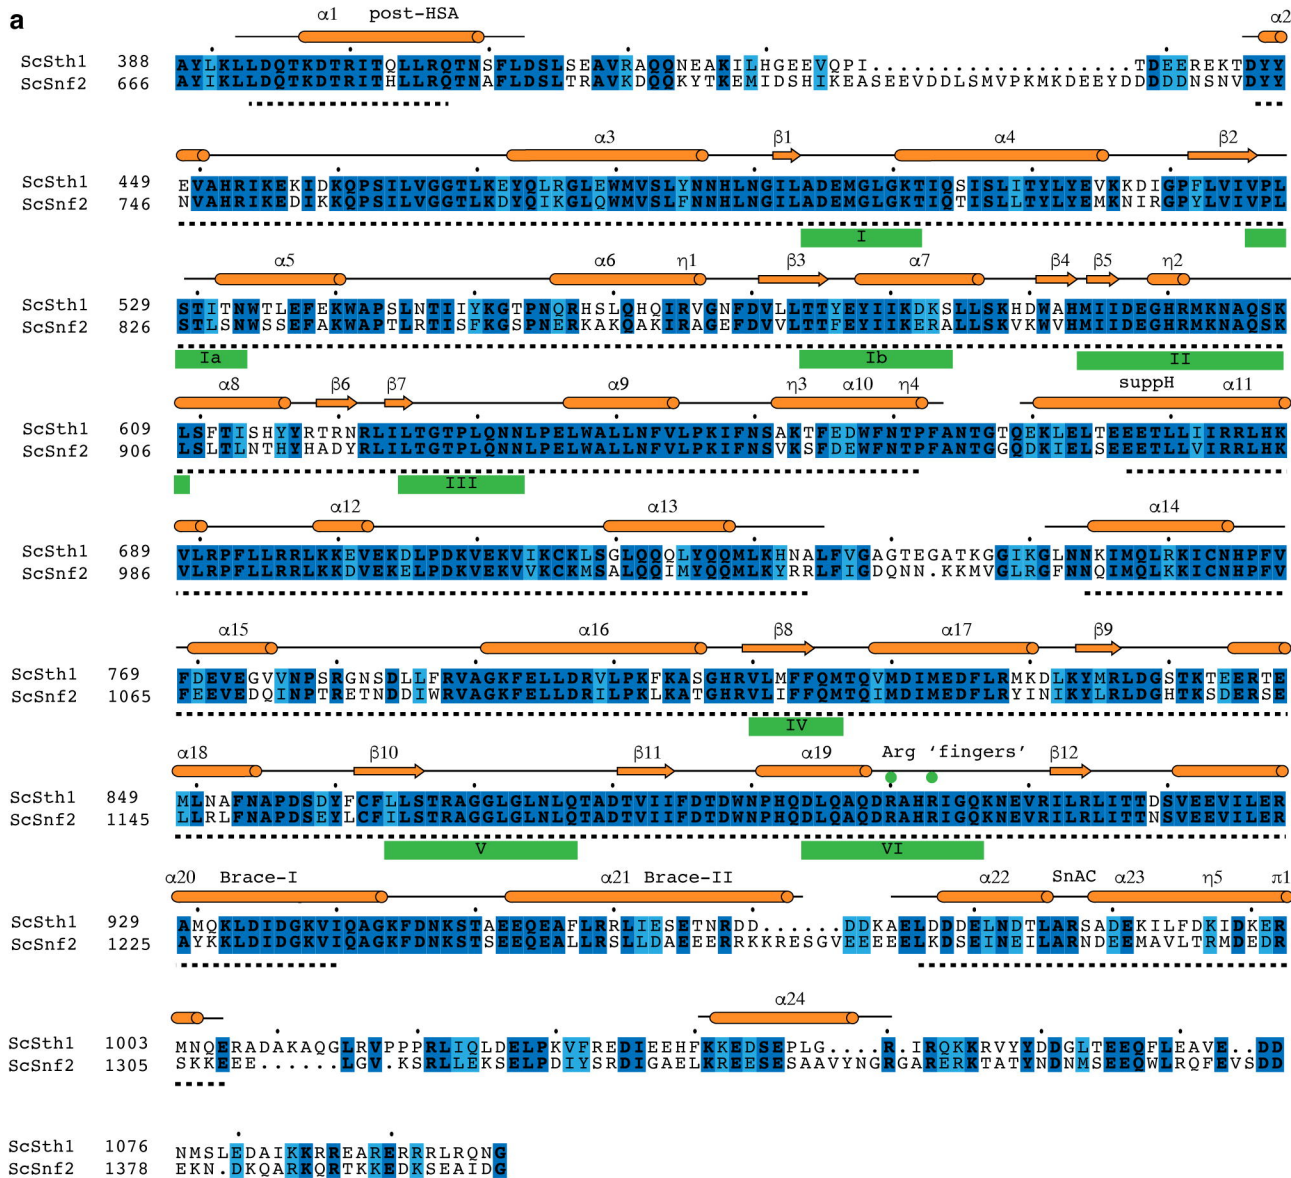 a
α1 post-HSA α2
ScSth1 388 AYLKLLDQTKDTRITQLLRQTNSFLDSLSEAVRAQQNEAKILHGEEVQPI...................TDEEREKTDYY
ScSnf2 666 AYIKLLDQTKDTRITHLLRQTNAFLDSLTRAVKDQQKYTKEMIDSHIKEASEEVDDLSMVPKMKDEEYDDDDDNSNVDYY
α3 β1 α4 β2
ScSth1 449 EVAHRIKEKIDKQPSILVGGTLKEYQLRGLEWMVSLYNNHLNGILADEMGLGKTIQSISLITYLYEVKKDIGPFLVIVPL
ScSnf2 746 NVAHRIKEDIKKQPSILVGGTLKDYQIKGLQWMVSLFNNHLNGILADEMGLGKTIQTISLLTYLYEMKNIRGPYLVIVPL
I
α5 α6 η1 β3 α7 β4 β5 η2
ScSth1 529 STITNWTLEFEKWAPSLNTIIYKGTPNQRHSLQHQIRVGNFDVLLTTYEYIIKDKSLLSKHDWAHMIIDEGHRMKNAQSK
ScSnf2 826 STLSNWSSEFAKWAPTLRTISFKGSPNERKAKQAKIRAGEFDVVLTTFEYIIKERALLSKVKWVHMIIDEGHRMKNAQSK
Ia Ib II
α8 β6 β7 α9 η3 α10 η4 suppH α11
ScSth1 609 LSFTISHYYRTRNRLILTGTPLQNNLPELWALLNFVLPKIFNSAKTFEDWFNTPFANTGTQEKLELTEEETLLIIRRLHK
ScSnf2 906 LSLTLNTHYHADYRLILTGTPLQNNLPELWALLNFVLPKIFNSVKSFDEWFNTPFANTGGQDKIELSEEETLLVIRRLHK
III
α12 α13 α14
ScSth1 689 VLRPFLLRRLKKEVEKDLPDKVEKVIKCKLSGLQQQLYQQMLKHNALFVGAGTEGATKGGIKGLNNKIMQLRKICNHPFV
ScSnf2 986 VLRPFLLRRLKKDVEKELPDKVEKVVKCKMSALQQIMYQQMLKYRRLFIGDQNN.KKMVGLRGFNNQIMQLKKICNHPFV
α15 α16 β8 α17 β9
ScSth1 769 FDEVEGVVNPSRGNSDLLFRVAGKFELLDRVLPKFKASGHRVLMFFQMTQVMDIMEDFLRMKDLKYMRLDGSTKTEERTE
ScSnf2 1065 FEEVEDQINPTRETNDDIWRVAGKFELLDRILPKLKATGHRVLIFFQMTQIMDIMEDFLRYINIKYLRLDGHTKSDERSE
IV
α18 β10 β11 α19 Arg ‘fingers’ β12
ScSth1 849 MLNAFNAPDSDYFCFLLSTRAGGLGLNLQTADTVIIFDTDWNPHQDLQAQDRAHRIGQKNEVRILRLITTDSVEEVILER
ScSnf2 1145 LLRLFNAPDSEYLCFILSTRAGGLGLNLQTADTVIIFDTDWNPHQDLQAQDRAHRIGQKNEVRILRLITTNSVEEVILER
V VI
α20 Brace-I α21 Brace-II α22 SnAC α23 η5 π1
ScSth1 929 AMQKLDIDGKVIQAGKFDNKSTAEEQEAFLRRLIESETNRDD......DDKAELDDDELNDTLARSADEKILFDKIDKER
ScSnf2 1225 AYKKLDIDGKVIQAGKFDNKSTSEEQEALLRSLLDAEEERRKKRESGVEEEEELKDSEINEILARNDEEMAVLTRMDEDR
α24
ScSth1 1003 MNQERADAKAQGLRVPPPRLIQLDELPKVFREDIEEHFKKEDSEPLG....R.IRQKKRVYYDDGLTEEQFLEAVE..DD
ScSnf2 1305 SKKEEE......LGV.KSRLLEKSELPDIYSRDIGAELKREESESAAVYNGRGARERKTATYNDNMSEEQWLRQFEVSDD
ScSth1 1076 NMSLEDAIKKRREARERRRLRQNG
ScSnf2 1378 EKN.DKQARKQRTKKEDKSEAIDG